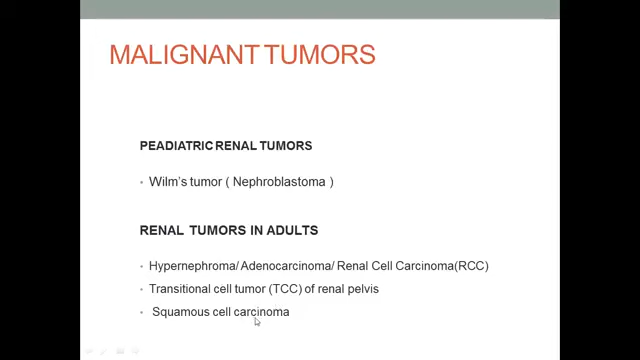 MALIGNANT TUMORS
PEADIATRIC RENAL TUMORS
• Wilm's tumor ( Nephroblastoma )
RENAL TUMORS IN ADULTS
• Hypernephroma/ Adenocarcinoma/ Renal Cell Carcinoma(RCC)
• Transitional cell tumor (TCC) of renal pelvis
• Squamous cell carcinoma